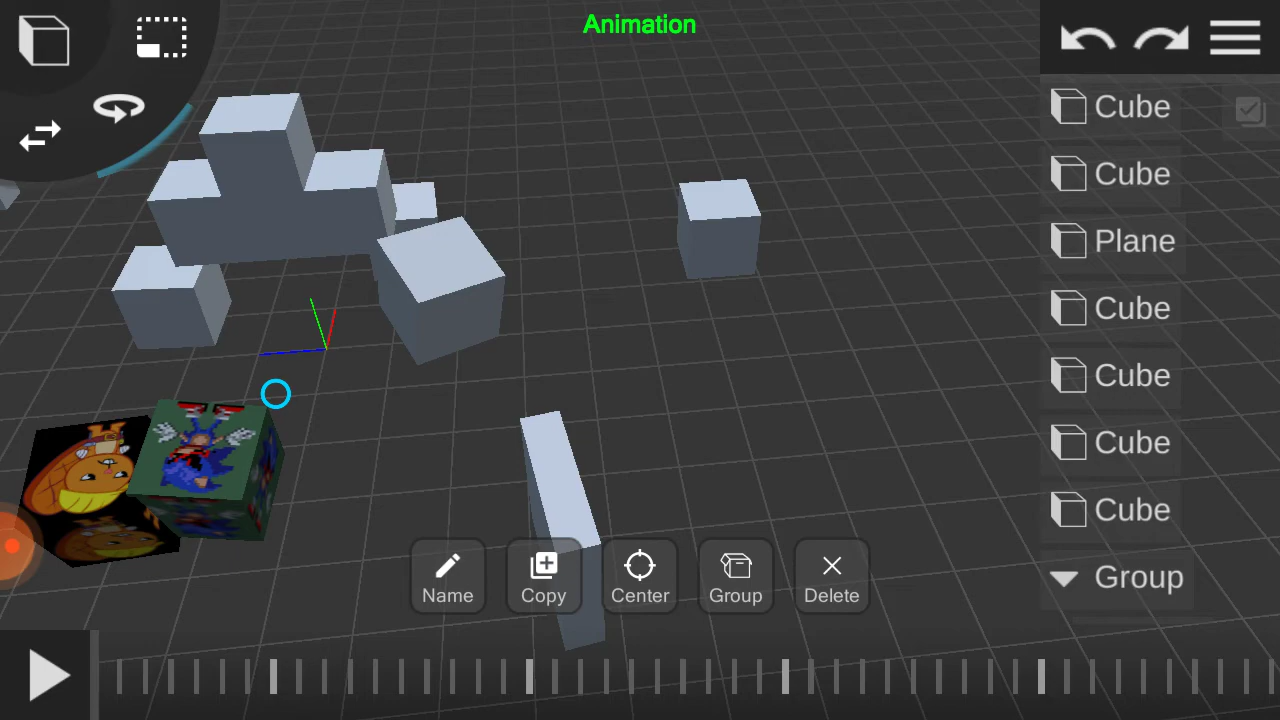 Animation
Cube
Cube
Plane
Cube
Cube
Cube
Cube
Group
Name
Copy
Center
Group
Delete